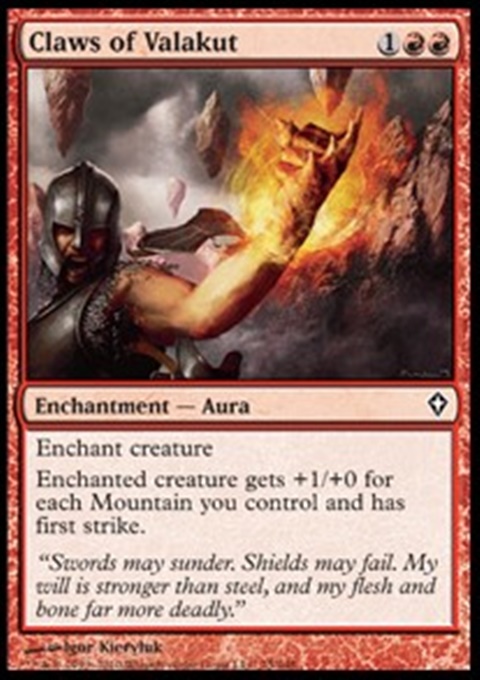 Claws of Valakut
1
Enchantment — Aura
Enchant creature
Enchanted creature gets +1/+0 for
each Mountain you control and has
first strike.
“Swords may sunder. Shields may fail. My
will is stronger than steel, and my flesh and
bone far more deadly.”
Igor Kieryluk